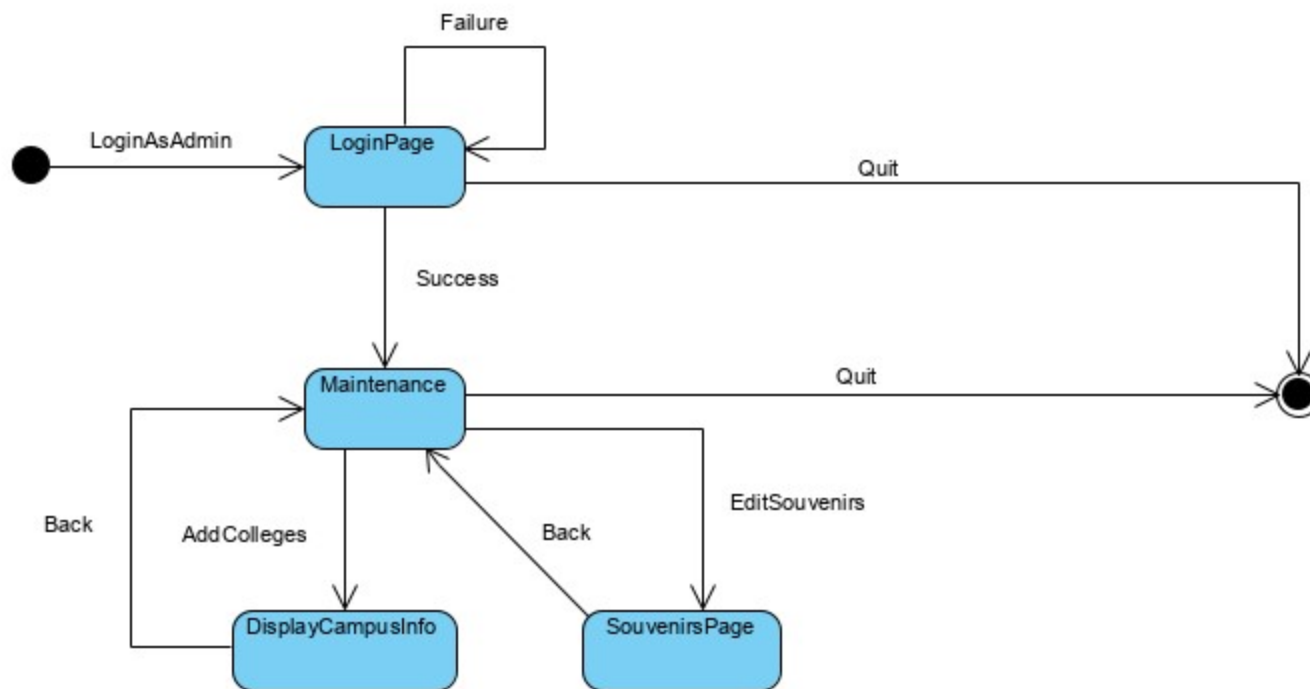 Failure
LoginAsAdmin
LoginPage
Quit
Success
Maintenance
Quit
EditSouvenirs
Back
AddColleges
Back
DisplayCampusInfo
SouvenirsPage